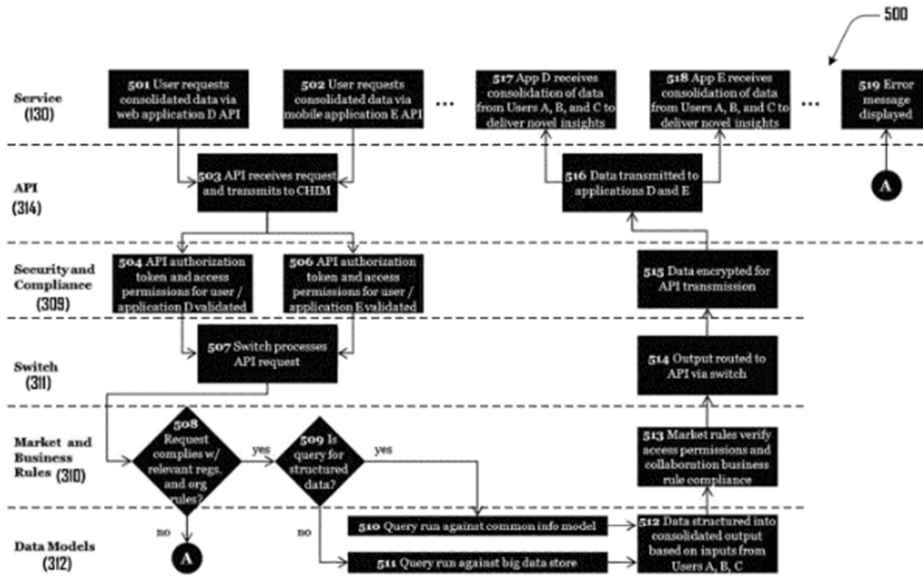 500
501 User requests
consolidated data via
web application D API
502 User requests
consolidated data via
mobile application E API
...
517 App D receives
consolidation of data
from Users A, B, and C to
deliver novel insights
518 App E receives
consolidation of data
from Users A, B, and C to
deliver novel insights
...
519 Error
message
displayed
Service
(130)
API
(314)
503 API receives request
and transmits to CHIM
516 Data transmitted to
applications D and E
A
Security and
Compliance
(309)
504 API authorization
token and access
permissions for user /
application D validated
506 API authorization
token and access
permissions for user /
application E validated
515 Data encrypted for
API transmission
Switch
(311)
507 Switch processes
API request
514 Output routed to
API via switch
Market and
Business
Rules (310)
508
Request
complies w/
relevant regs.
and org
rules?
yes
509 Is
query for
structured
data?
yes
513 Market rules verify
access permissions and
collaboration business
rule compliance
Data Models
(312)
no
A
no
510 Query run against common info model
511 Query run against big data store
512 Data structured into
consolidated output
based on inputs from
Users A, B, C